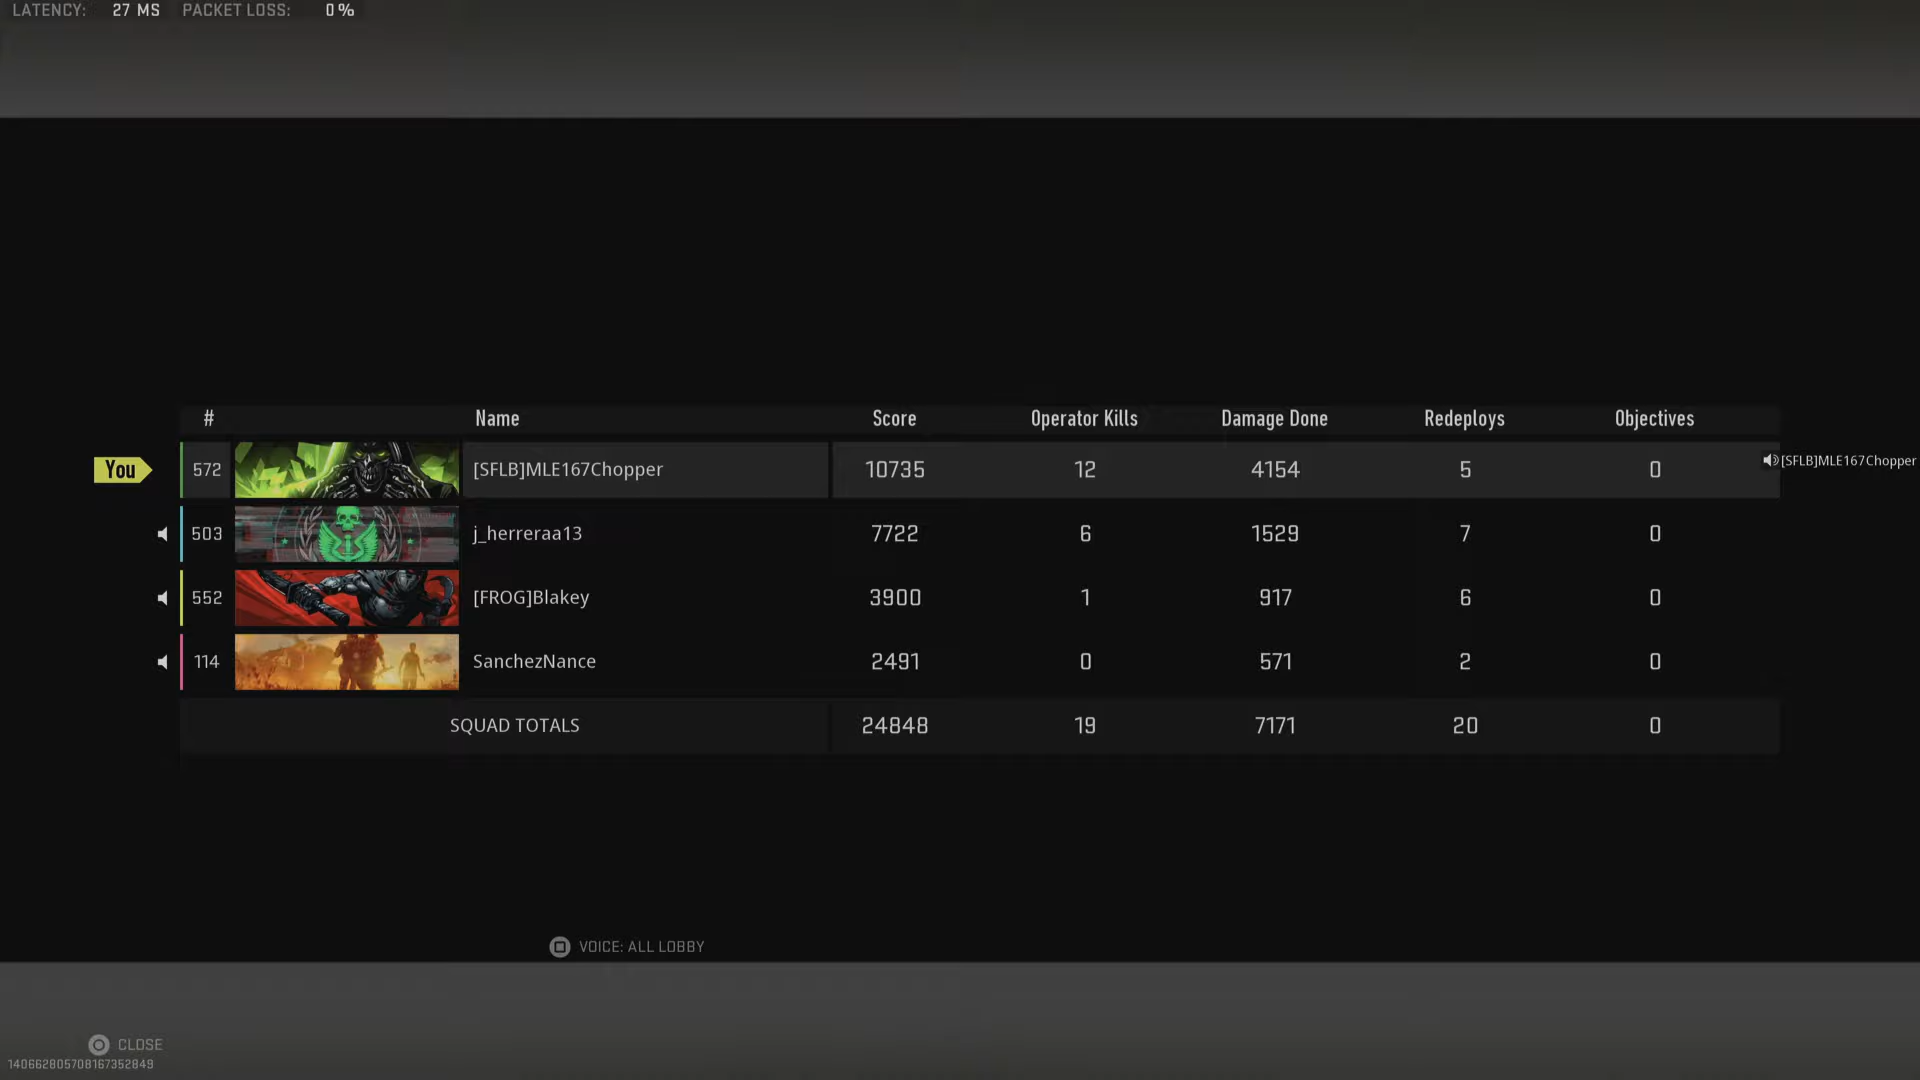 LATENCY: 27 MS PACKET LOSS: 0%
# Name Score Operator Kills Damage Done Redeploys Objectives
You 572 [SFLB]MLE167Chopper 10735 12 4154 5 0 [SFLB]MLE167Chopper
503 j_herreraa13 7722 6 1529 7 0
552 [FROG]Blakey 3900 1 917 6 0
114 SanchezNance 2491 0 571 2 0
SQUAD TOTALS 24848 19 7171 20 0
VOICE: ALL LOBBY
CLOSE
14066280570816735​2849